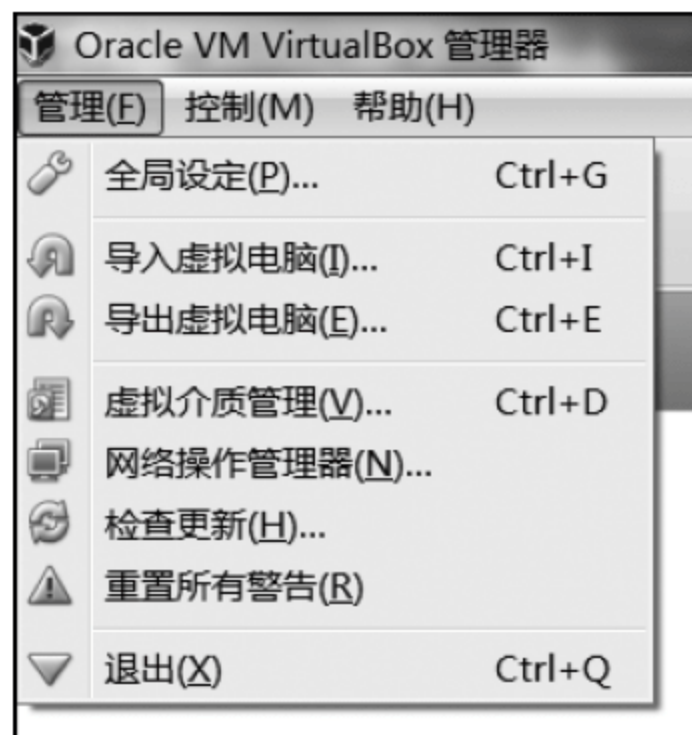 Oracle VM VirtualBox 管理器
管理(F) 控制(M) 帮助(H)
全局设定(P)... Ctrl+G
导入虚拟电脑(I)... Ctrl+I
导出虚拟电脑(E)... Ctrl+E
虚拟介质管理(V)... Ctrl+D
网络操作管理器(N)...
检查更新(H)...
重置所有警告(R)
退出(X) Ctrl+Q